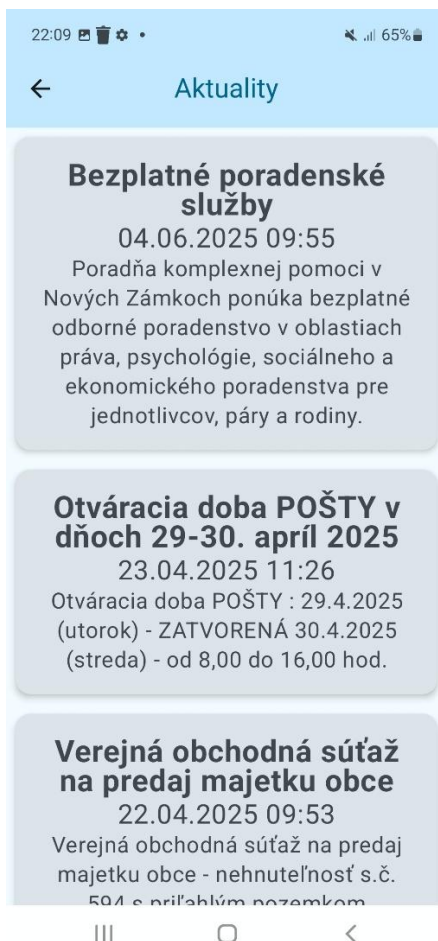 22:09
65%
Aktuality
Bezplatné poradenské
služby
04.06.2025 09:55
Poradňa komplexnej pomoci v
Nových Zámkoch ponúka bezplatné
odborné poradenstvo v oblastiach
práva, psychológie, sociálneho a
ekonomického poradenstva pre
jednotlivcov, páry a rodiny.
Otváracia doba POŠTY v
dňoch 29-30. apríl 2025
23.04.2025 11:26
Otváracia doba POŠTY : 29.4.2025
(utorok) - ZATVORENÁ 30.4.2025
(streda) - od 8,00 do 16,00 hod.
Verejná obchodná súťaž
na predaj majetku obce
22.04.2025 09:53
Verejná obchodná súťaž na predaj
majetku obce - nehnuteľnosť s.č.
594 s priľahlým pozemkom